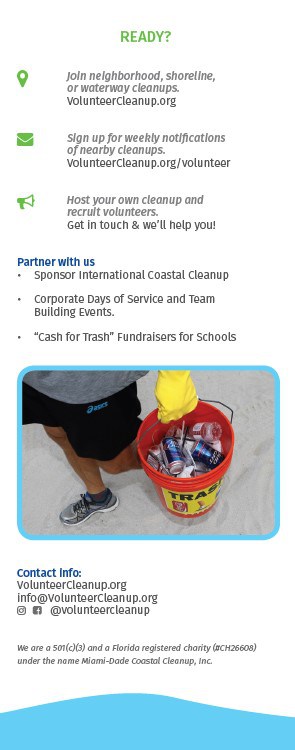 READY?
Join neighborhood, shoreline,
or waterway cleanups.
VolunteerCleanup.org
Sign up for weekly notifications
of nearby cleanups.
VolunteerCleanup.org/volunteer
Host your own cleanup and
recruit volunteers.
Get in touch & we'll help you!
Partner with us
• Sponsor International Coastal Cleanup
• Corporate Days of Service and Team
Building Events.
• “Cash for Trash” Fundraisers for Schools
asics
TRAS
Contact info:
VolunteerCleanup.org
info@VolunteerCleanup.org
@volunteercleanup
We are a 501(c)(3) and a Florida registered charity (#CH26608)
under the name Miami-Dade Coastal Cleanup, Inc.